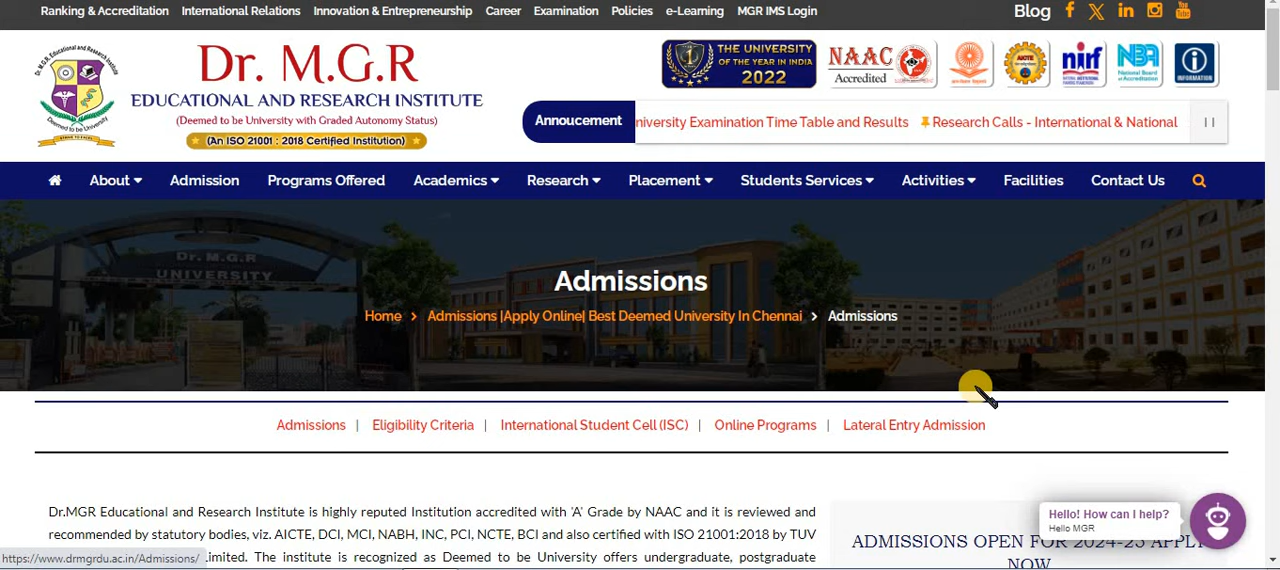 Ranking & Accreditation International Relations Innovation & Entrepreneurship Career Examination Policies e-Learning MGR IMS Login Blog
Dr. M.G.R
EDUCATIONAL AND RESEARCH INSTITUTE
(Deemed to be University with Graded Autonomy Status)
(An ISO 21001 : 2018 Certified Institution)
THE UNIVERSITY
OF THE YEAR IN INDIA
2022
NAAC
Accredited
AICTE
nirf
NBA
National Board
of Accreditation
INFORMATION
Annoucement
niversity Examination Time Table and Results Research Calls - International & National
About Admission Programs Offered Academics Research Placement Students Services Activities Facilities Contact Us
Dr. M.G.R
UNIVERSITY
Admissions
Home > Admissions |Apply Online| Best Deemed University In Chennai > Admissions
Admissions | Eligibility Criteria | International Student Cell (ISC) | Online Programs | Lateral Entry Admission
Dr.MGR Educational and Research Institute is highly reputed Institution accredited with 'A' Grade by NAAC and it is reviewed and
recommended by statutory bodies, viz. AICTE, DCI, MCI, NABH, INC, PCI, NCTE, BCI and also certified with ISO 21001:2018 by TUV
imited. The institute is recognized as Deemed to be University offers undergraduate, postgraduate
https://www.drmgrdu.ac.in/Admissions/
ADMISSIONS OPEN FOR 2024-25 APPLY
NOW
Hello! How can I help?
Hello MGR